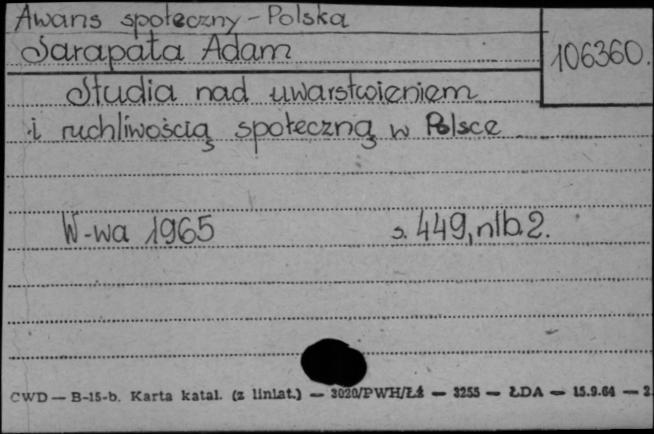 Awans społeczny - Polska
Sarapata Adam
106360.
Studia nad uwarstwieniem
i ruchliwością społeczną w Polsce
W-wa 1965 s. 449, nlb. 2.
CWD — B-15-b. Karta katal. (z liniat.) — 3020/PWH/Łź — 3255 — ŁDA — 15.9.64 — 2